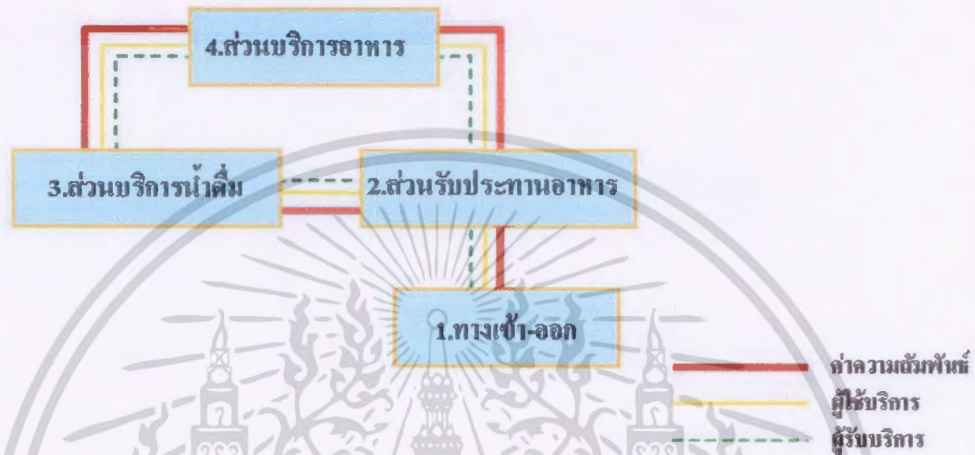 4.ส่วนบริการอาหาร
3.ส่วนบริการน้ำดื่ม
2.ส่วนรับประทานอาหาร
1.ทางเข้า-ออก
ค่าความสัมพันธ์
ผู้ใช้บริการ
ผู้รับบริการ